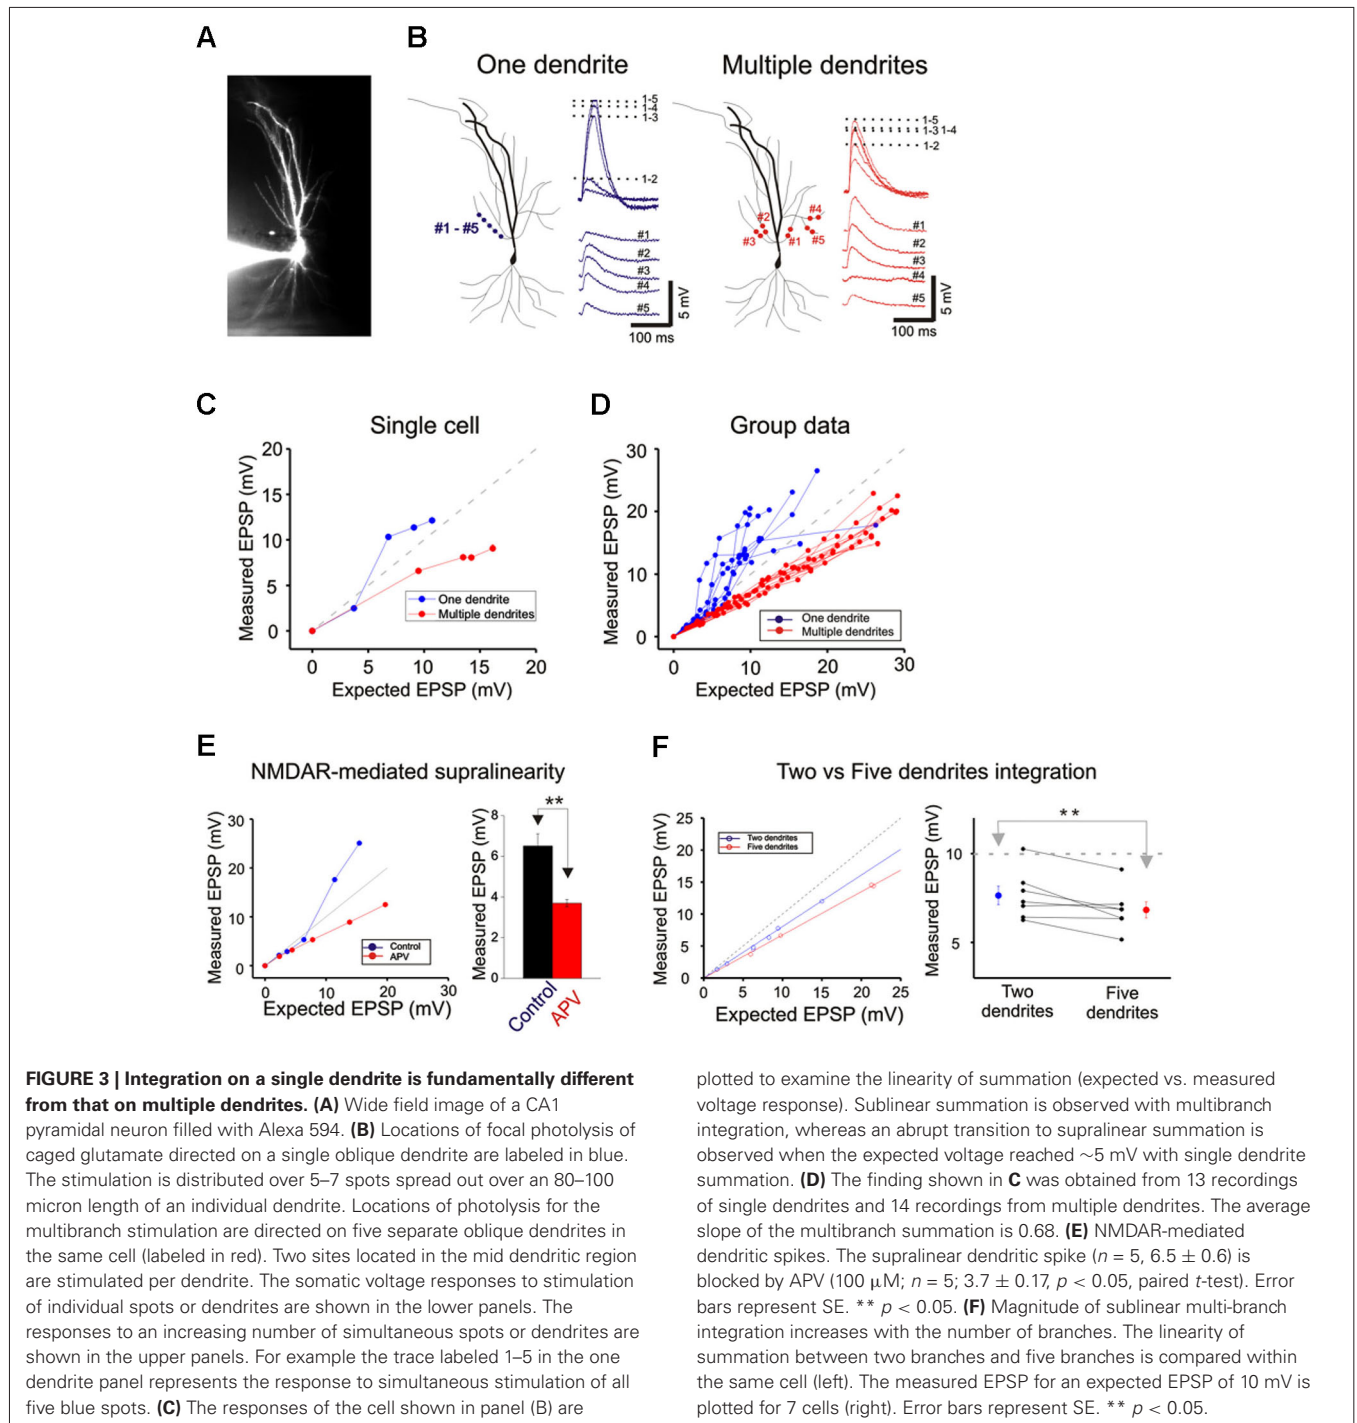 A
B
One dendrite
Multiple dendrites
1-5
1-4
1-3
1-2
#1 - #5
#1
#2
#3
#4
#5
5 mV
100 ms
1-5
1-3 1-4
1-2
#4
#2
#3
#1
#5
#1
#2
#3
#4
#5
5 mV
100 ms
C
Single cell
Measured EPSP (mV)
20
15
10
5
0
One dendrite
Multiple dendrites
0 5 10 15 20
Expected EPSP (mV)
D
Group data
Measured EPSP (mV)
30
20
10
0
One dendrite
Multiple dendrites
0 10 20 30
Expected EPSP (mV)
E
NMDAR-mediated supralinearity
Measured EPSP (mV)
30
20
10
0
Control
APV
0 10 20 30
Expected EPSP (mV)
Measured EPSP (mV)
8
6
4
2
0
**
Control
APV
F
Two vs Five dendrites integration
Measured EPSP (mV)
25
20
15
10
5
0
Two dendrites
Five dendrites
0 5 10 15 20 25
Expected EPSP (mV)
Measured EPSP (mV)
10
5
**
Two dendrites
Five dendrites
FIGURE 3 | Integration on a single dendrite is fundamentally different
from that on multiple dendrites. (A) Wide field image of a CA1
pyramidal neuron filled with Alexa 594. (B) Locations of focal photolysis of
caged glutamate directed on a single oblique dendrite are labeled in blue.
The stimulation is distributed over 5–7 spots spread out over an 80–100
micron length of an individual dendrite. Locations of photolysis for the
multibranch stimulation are directed on five separate oblique dendrites in
the same cell (labeled in red). Two sites located in the mid dendritic region
are stimulated per dendrite. The somatic voltage responses to stimulation
of individual spots or dendrites are shown in the lower panels. The
responses to an increasing number of simultaneous spots or dendrites are
shown in the upper panels. For example the trace labeled 1–5 in the one
dendrite panel represents the response to simultaneous stimulation of all
five blue spots. (C) The responses of the cell shown in panel (B) are
plotted to examine the linearity of summation (expected vs. measured
voltage response). Sublinear summation is observed with multibranch
integration, whereas an abrupt transition to supralinear summation is
observed when the expected voltage reached ~5 mV with single dendrite
summation. (D) The finding shown in C was obtained from 13 recordings
of single dendrites and 14 recordings from multiple dendrites. The average
slope of the multibranch summation is 0.68. (E) NMDAR-mediated
dendritic spikes. The supralinear dendritic spike (n = 5, 6.5 ± 0.6) is
blocked by APV (100 μM; n = 5; 3.7 ± 0.17, p < 0.05, paired t-test). Error
bars represent SE. ** p < 0.05. (F) Magnitude of sublinear multi-branch
integration increases with the number of branches. The linearity of
summation between two branches and five branches is compared within
the same cell (left). The measured EPSP for an expected EPSP of 10 mV is
plotted for 7 cells (right). Error bars represent SE. ** p < 0.05.